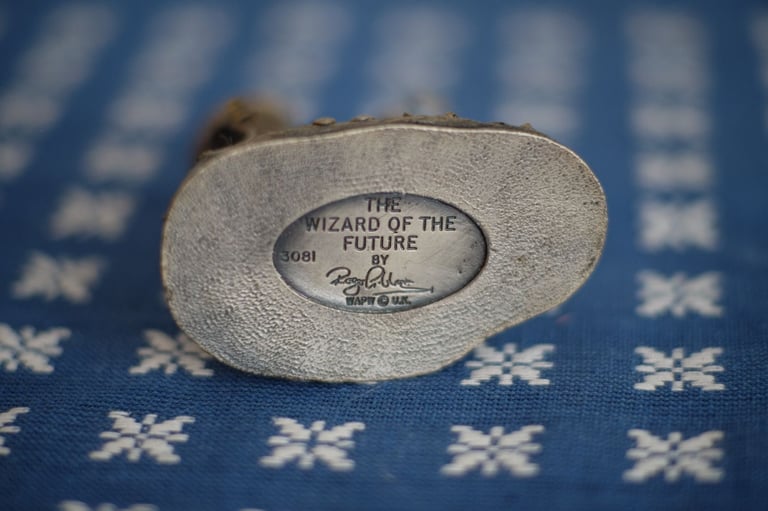 THE
WIZARD OF THE
FUTURE
3081
BY
WAPW © U.K.